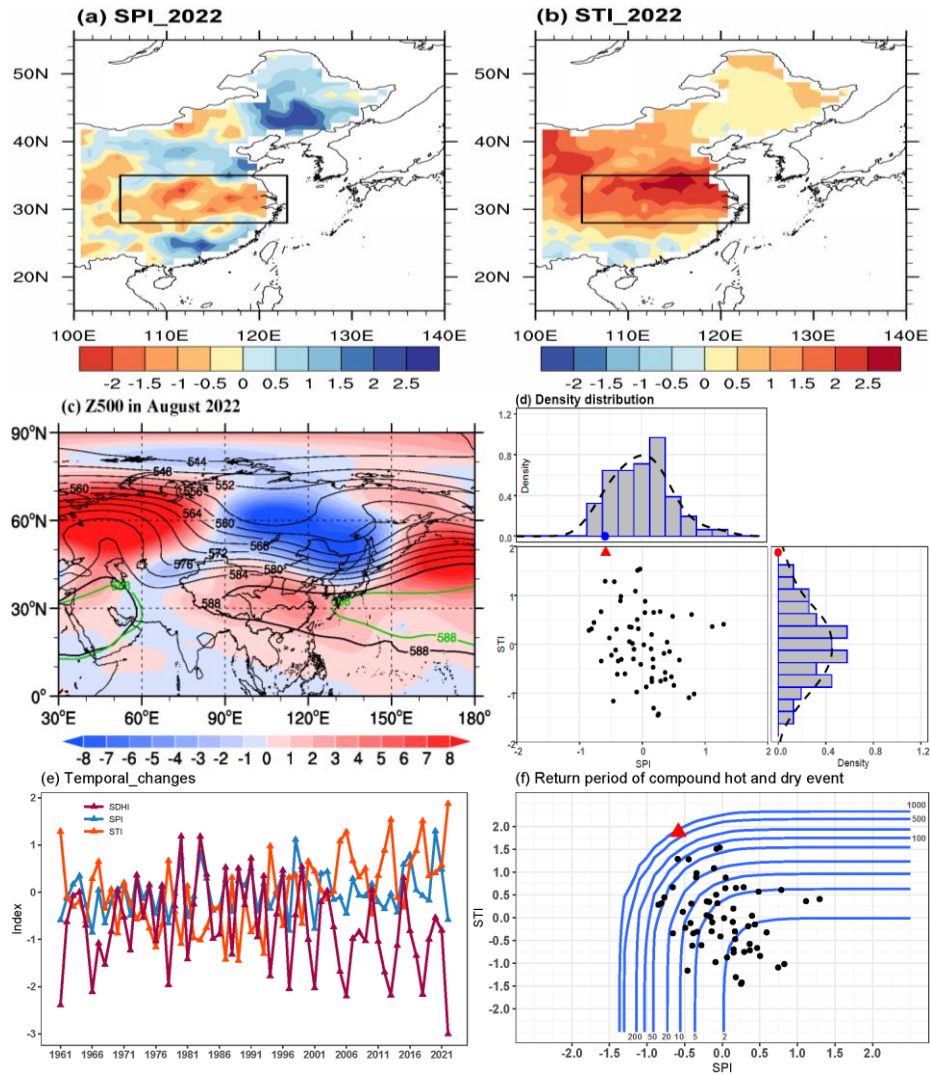 (a) SPI_2022
(b) STI_2022
50N
40N
30N
20N
100E 120E 130E 140E
50N
40N
30N
20N
100E 120E 130E 140E
-2 -1.5 -1 -0.5 0 0.5 1 1.5 2 2.5
-2 -1.5 -1 -0.5 0 0.5 1 1.5 2 2.5
(c) Z500 in August 2022
90°N
60°N
30°N
0°
30°E 60°E 90°E 120°E 150°E 180°E
544
548
552
560
556
564
560
568
572
576
580
584
588
588
588
588
588
588
-8 -7 -6 -5 -4 -3 -2 -1 0 1 2 3 4 5 6 7 8
(d) Density distribution
1.2
0.8
0.4
0.0
Density
2
1
0
-1
-2
STI
-2 -1 0 1 2
SPI
0.0 0.4 0.8 1.2
Density
(e) Temporal_changes
SDHI
SPI
STI
2
1
0
-1
-2
-3
Index
1961 1966 1971 1976 1981 1986 1991 1996 2001 2006 2011 2016 2021
(f) Return period of compound hot and dry event
1000
500
100
2.0
1.5
1.0
0.5
0.0
-0.5
-1.0
-1.5
-2.0
STI
200 50 20 10 5 2
-2.0 -1.5 -1.0 -0.5 0.0 0.5 1.0 1.5 2.0
SPI